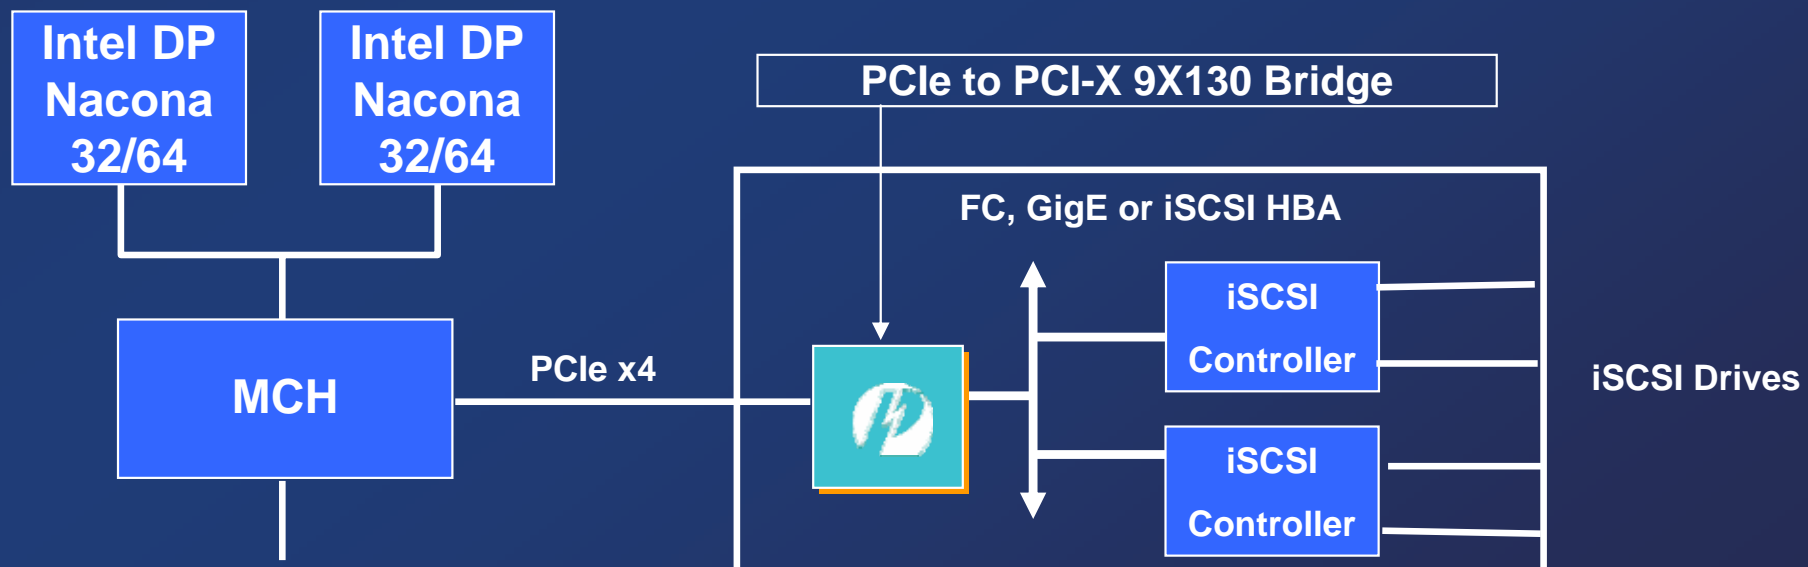 Intel DP
Nacona
32/64
Intel DP
Nacona
32/64
PCIe to PCI-X 9X130 Bridge
FC, GigE or iSCSI HBA
iSCSI
Controller
PCIe x4
MCH
iSCSI Drives
iSCSI
Controller